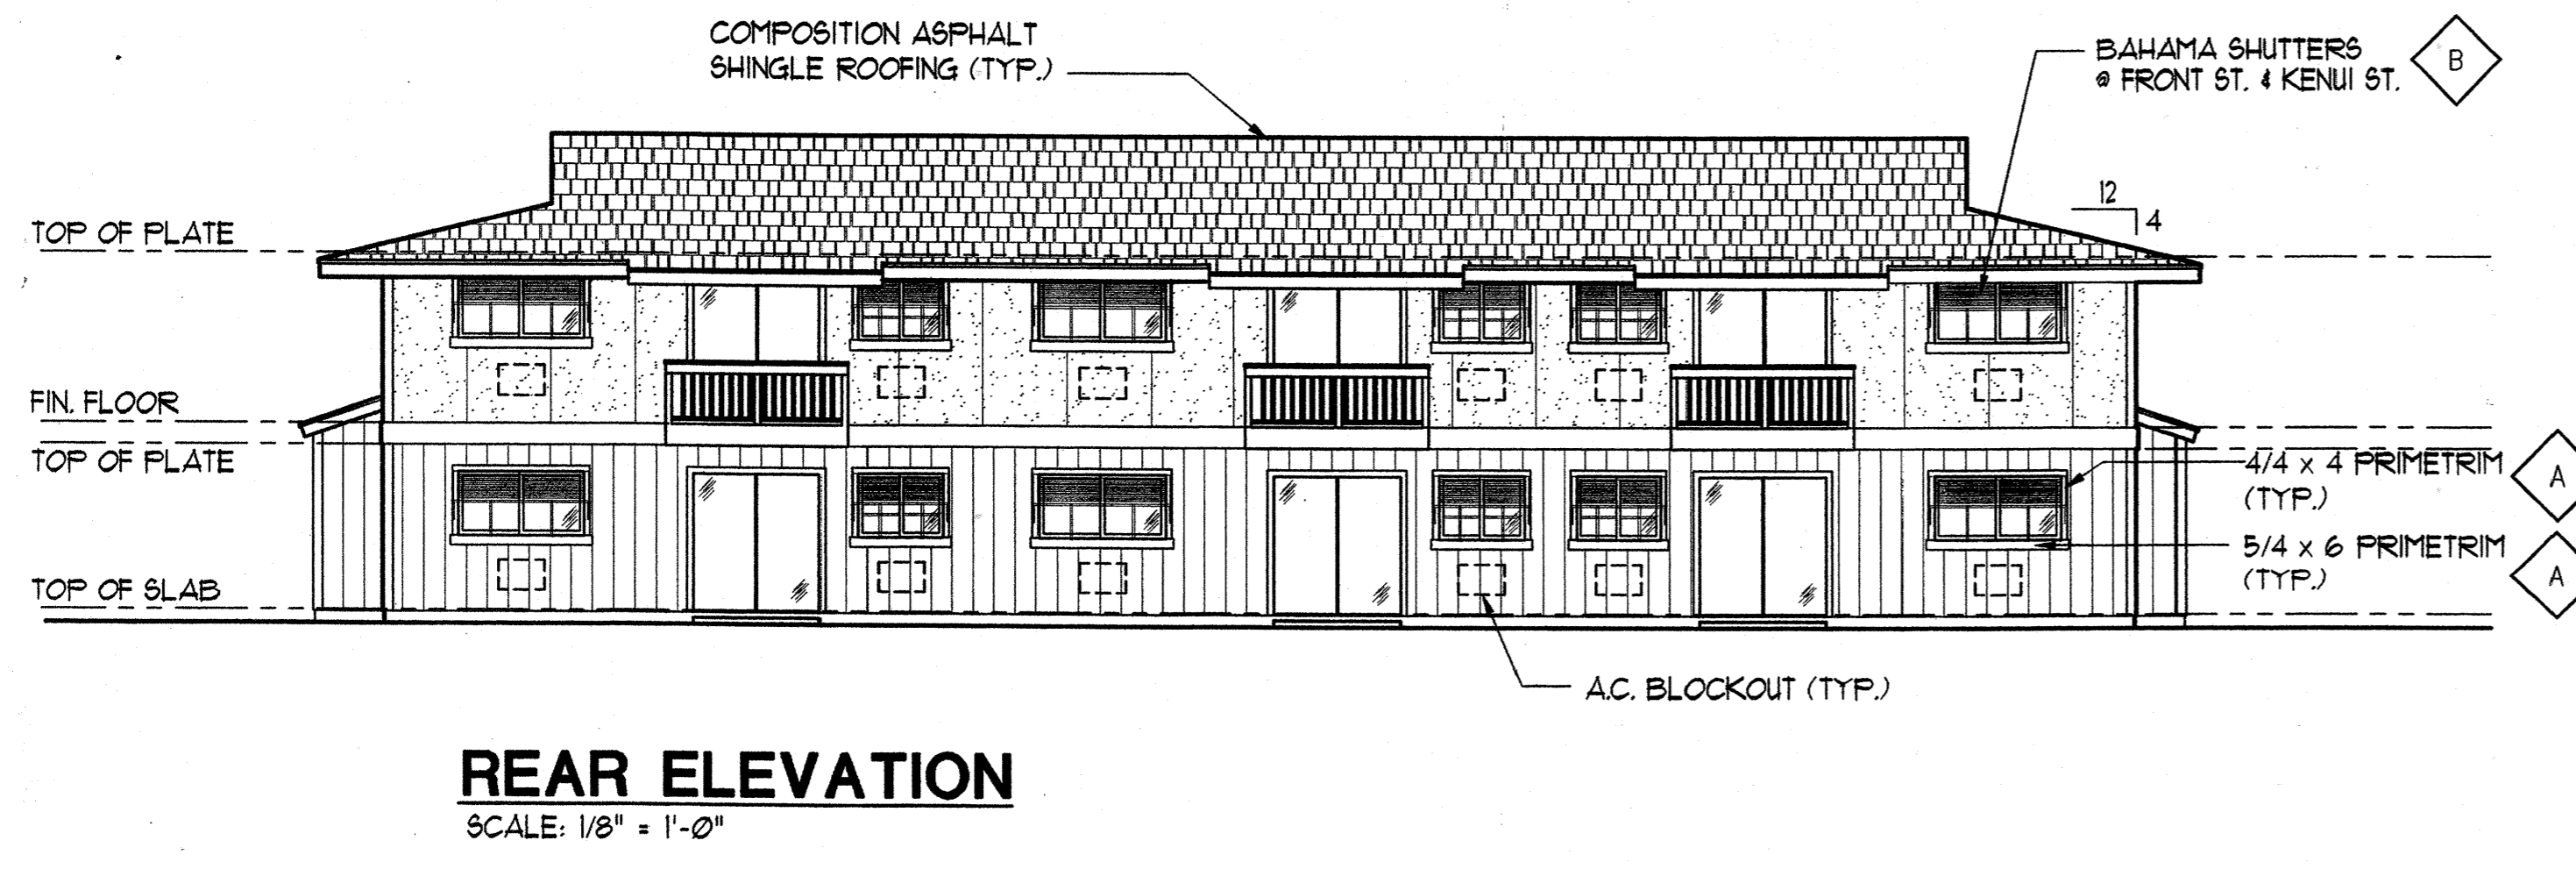 COMPOSITION ASPHALT
SHINGLE ROOFING (TYP.)
BAHAMA SHUTTERS
@ FRONT ST. & KENUI ST.
B
12
4
TOP OF PLATE
FIN. FLOOR
TOP OF PLATE
TOP OF SLAB
4/4 x 4 PRIMETRIM
(TYP.)
A
5/4 x 6 PRIMETRIM
(TYP.)
A
A.C. BLOCKOUT (TYP.)
REAR ELEVATION
SCALE: 1/8" = 1'-0"